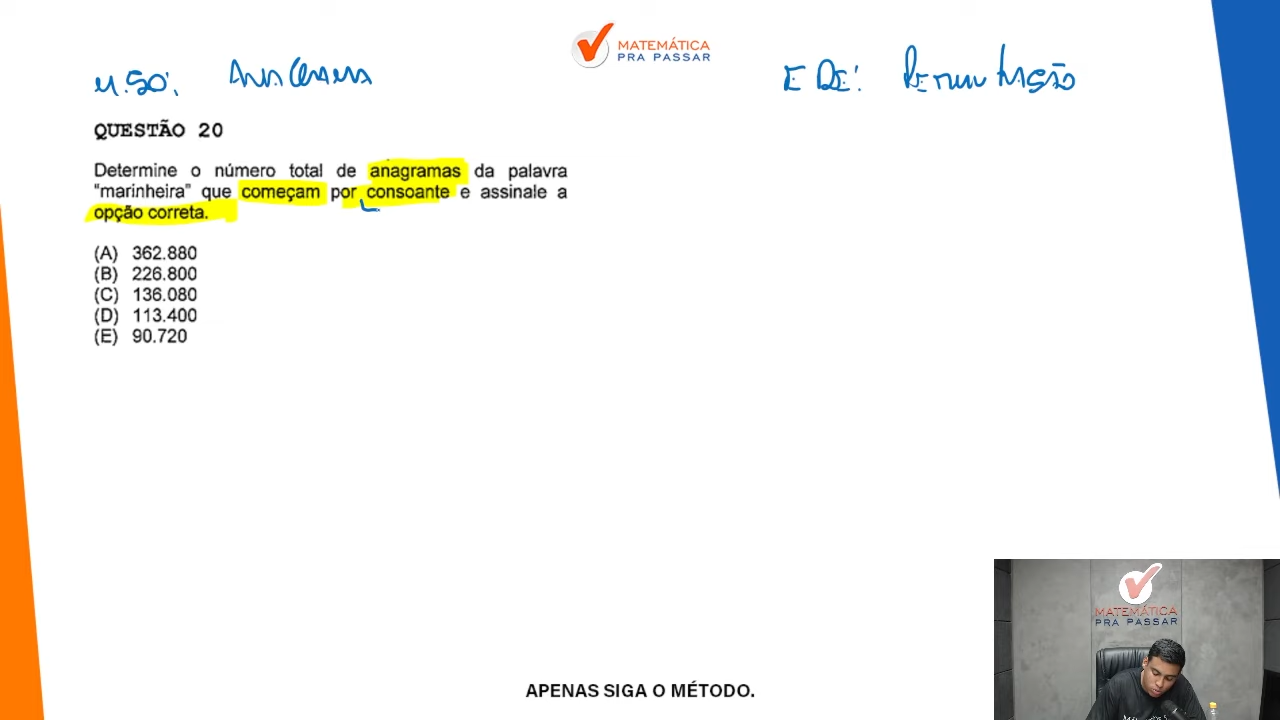 MATEMÁTICA
PRA PASSAR
QUESTÃO 20
Determine o número total de anagramas da palavra
"marinheira" que começam por consoante e assinale a
opção correta.
(A) 362.880
(B) 226.800
(C) 136.080
(D) 113.400
(E) 90.720
MATEMÁTICA
PRA PASSAR
APENAS SIGA O MÉTODO.